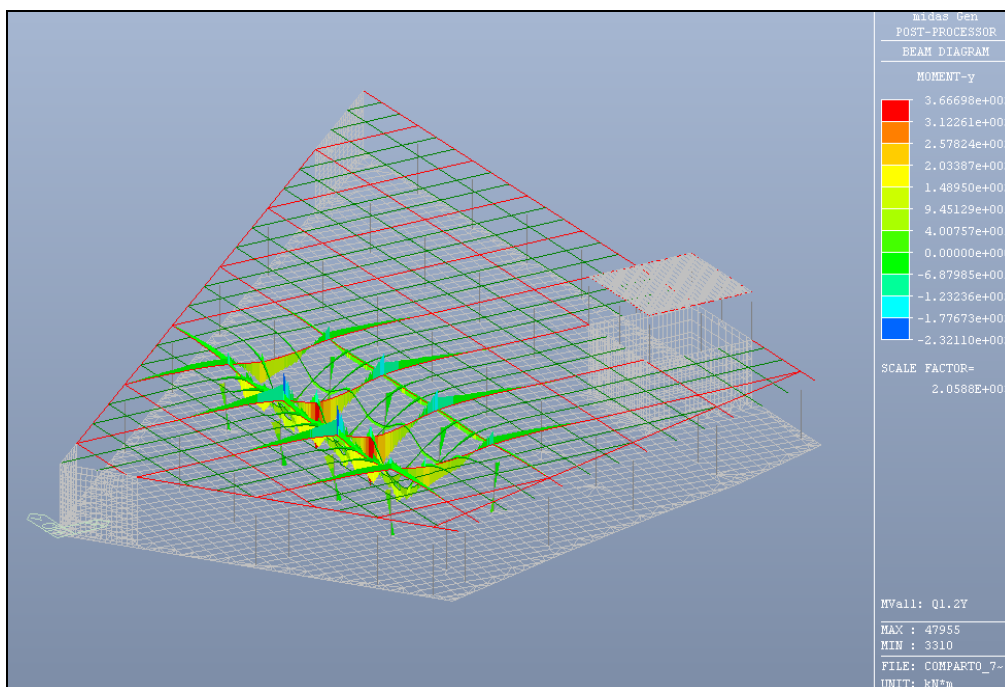 midas Gen
POST-PROCESSOR
BEAM DIAGRAM
MOMENT-y
3.66698e+00
3.12261e+00
2.57824e+00
2.03387e+00
1.48950e+00
9.45129e+00
4.00757e+00
0.00000e+00
-6.87985e+00
-1.23236e+00
-1.77673e+00
-2.32110e+00
SCALE FACTOR=
2.0588E+00
MVall: Q1.2Y
MAX : 47955
MIN : 3310
FILE: COMPARTO_7~
UNIT: kN*m